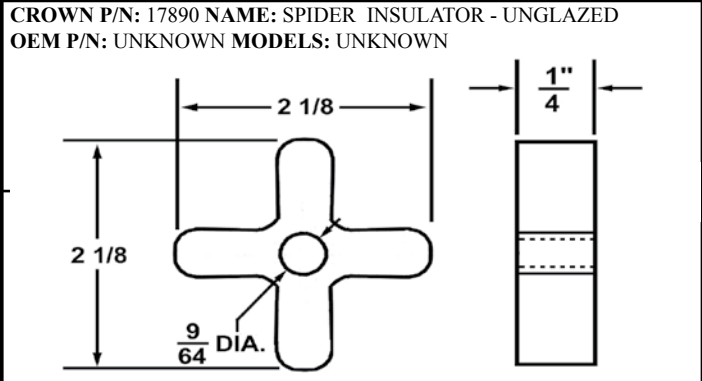 CROWN P/N: 17890 NAME: SPIDER INSULATOR - UNGLAZED
OEM P/N: UNKNOWN MODELS: UNKNOWN
2 1/8
1"
4
2 1/8
9
64 DIA.